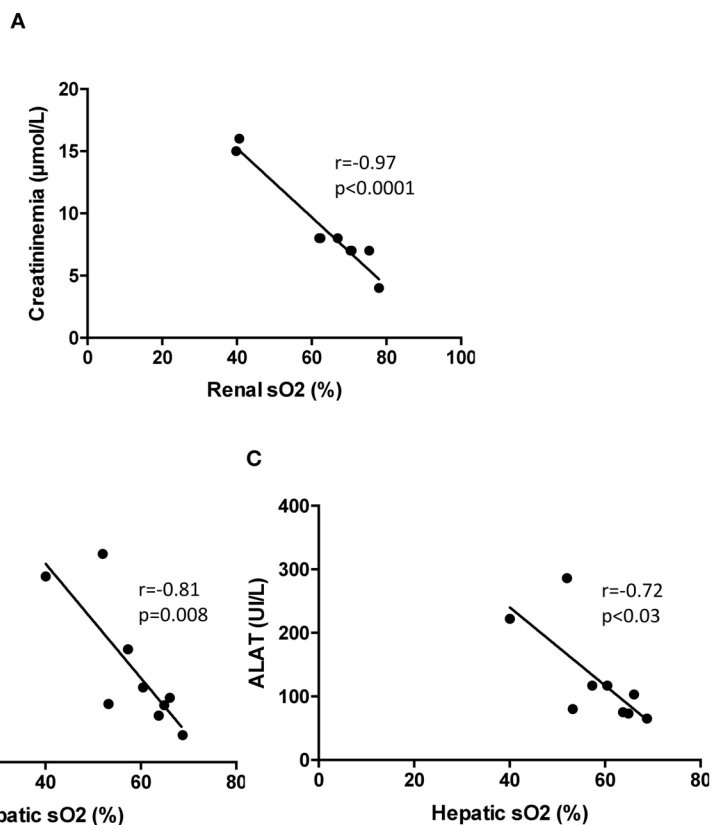 A
20
15
10
5
0
Creatininemia (µmol/L)
r=-0.97
p<0.0001
0 20 40 60 80 100
Renal sO2 (%)
r=-0.81
p=0.008
40 60 80
patic sO2 (%)
C
400
300
200
100
0
ALAT (UI/L)
r=-0.72
p<0.03
0 20 40 60 80
Hepatic sO2 (%)